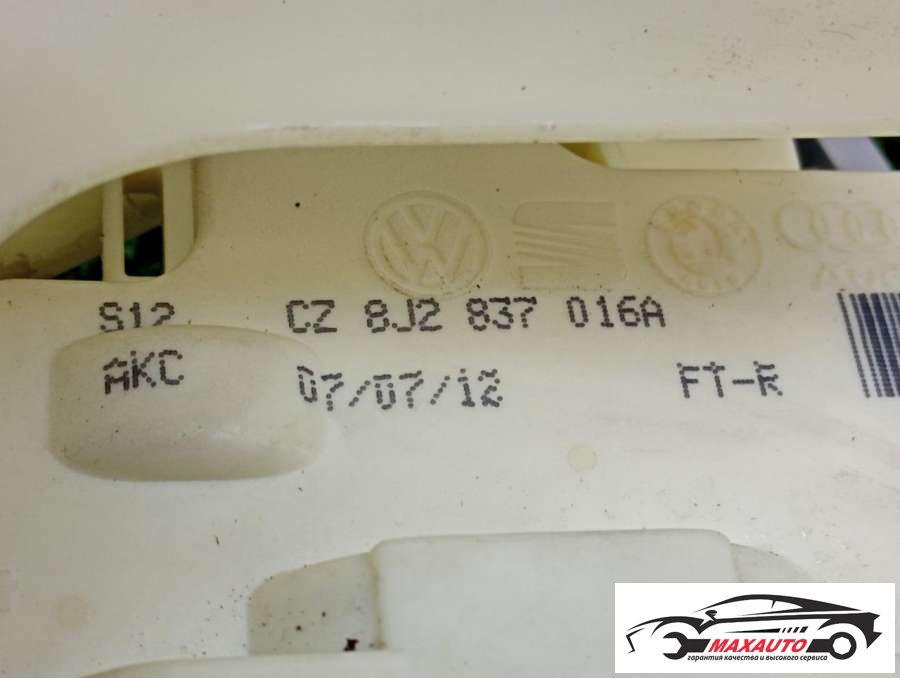 S12 CZ 8J2 837 016A
AKC 07/07/12 FT-R
MAXAUTO
гарантия качества и высокого сервиса